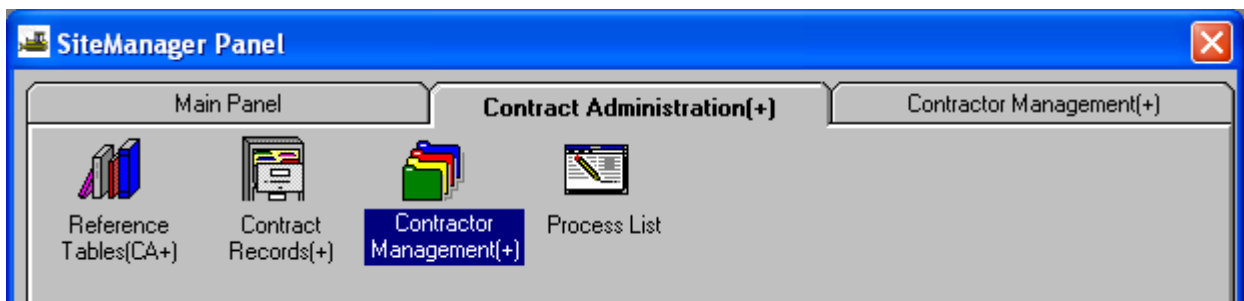 SiteManager Panel
Main Panel
Contract Administration(+)
Contractor Management(+)
Reference
Tables(CA+)
Contract
Records(+)
Contractor
Management(+)
Process List